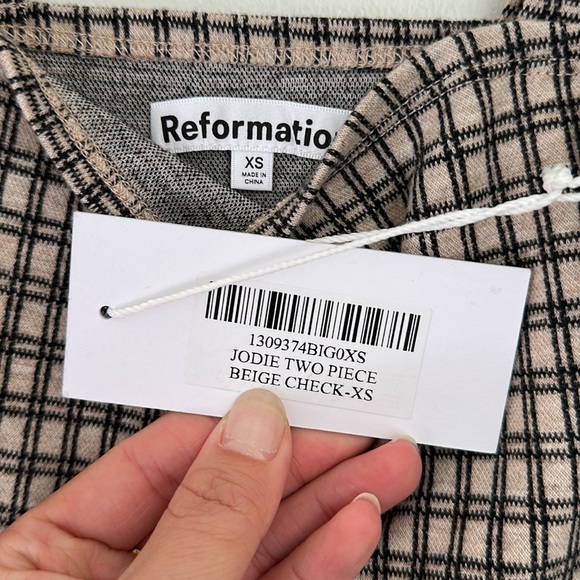 Reformatio
XS
MADE IN
CHINA
1309374BIG0XS
JODIE TWO PIECE
BEIGE CHECK-XS